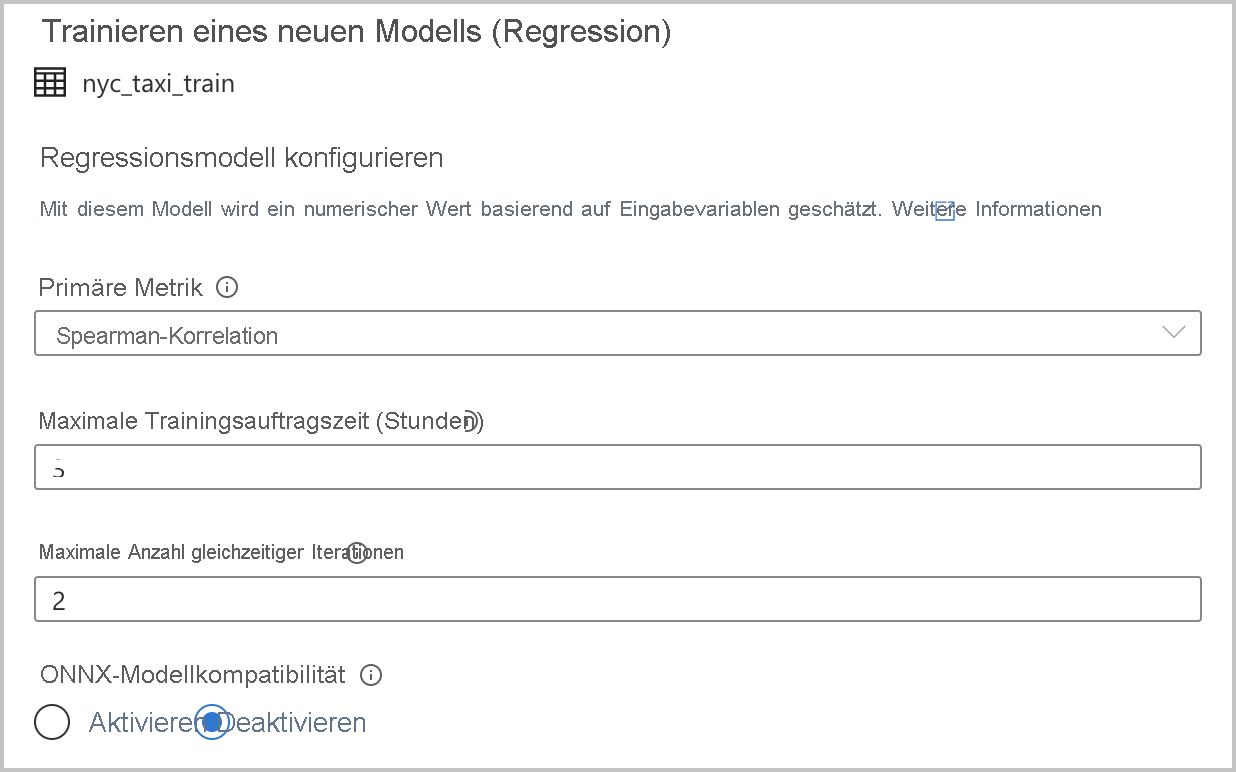 Trainieren eines neuen Modells (Regression)
nyc_taxi_train
Regressionsmodell konfigurieren
Mit diesem Modell wird ein numerischer Wert basierend auf Eingabevariablen geschätzt. Weitere Informationen
Primäre Metrik
Spearman-Korrelation
Maximale Trainingsauftragszeit (Stunden)
Maximale Anzahl gleichzeitiger Iterationen
2
ONNX-Modellkompatibilität
Aktivieren Deaktivieren